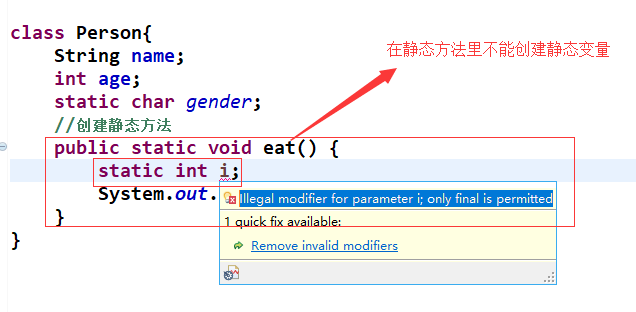 class Person{
String name;
int age;
static char gender;
在静态方法里不能创建静态变量
//创建静态方法
public static void eat() {
static int i;
System.out.
Illegal modifier for parameter i; only final is permitted
1 quick fix available:
Remove invalid modifiers
}
}